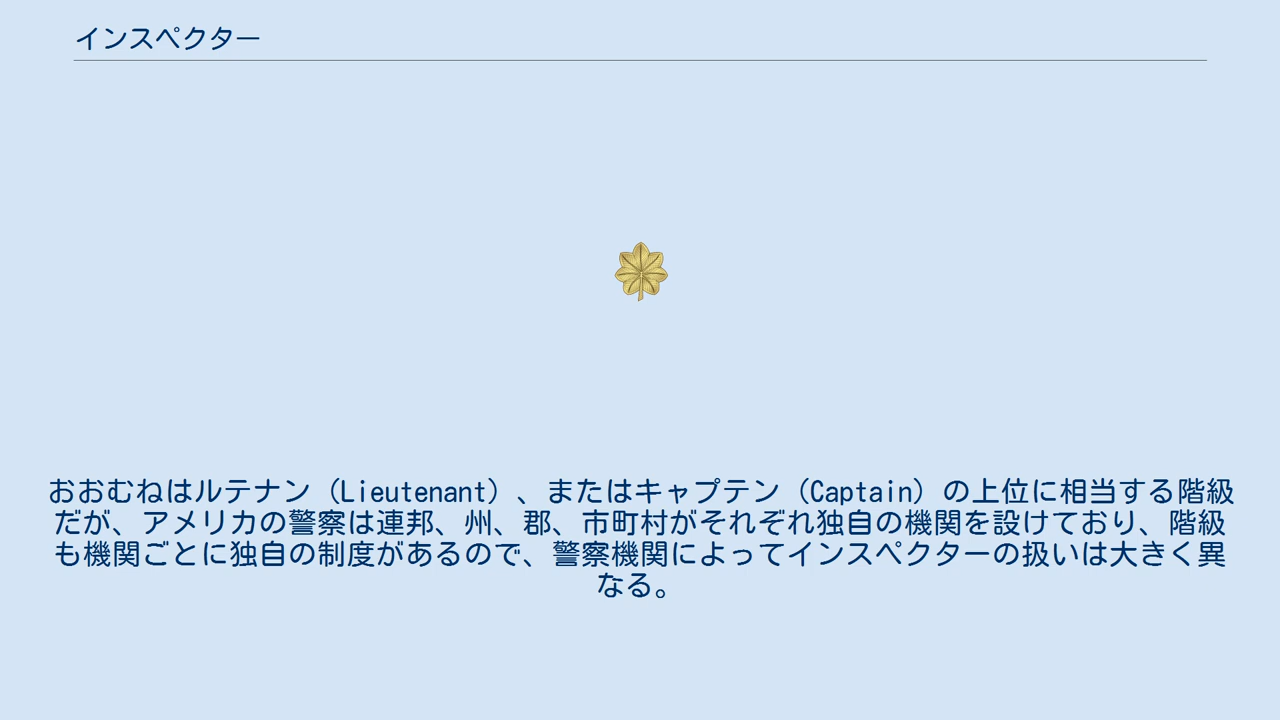 インスペクター
おおむねはルテナン（Lieutenant）、またはキャプテン（Captain）の上位に相当する階級
だが、アメリカの警察は連邦、州、郡、市町村がそれぞれ独自の機関を設けており、階級
も機関ごとに独自の制度があるので、警察機関によってインスペクターの扱いは大きく異
なる。